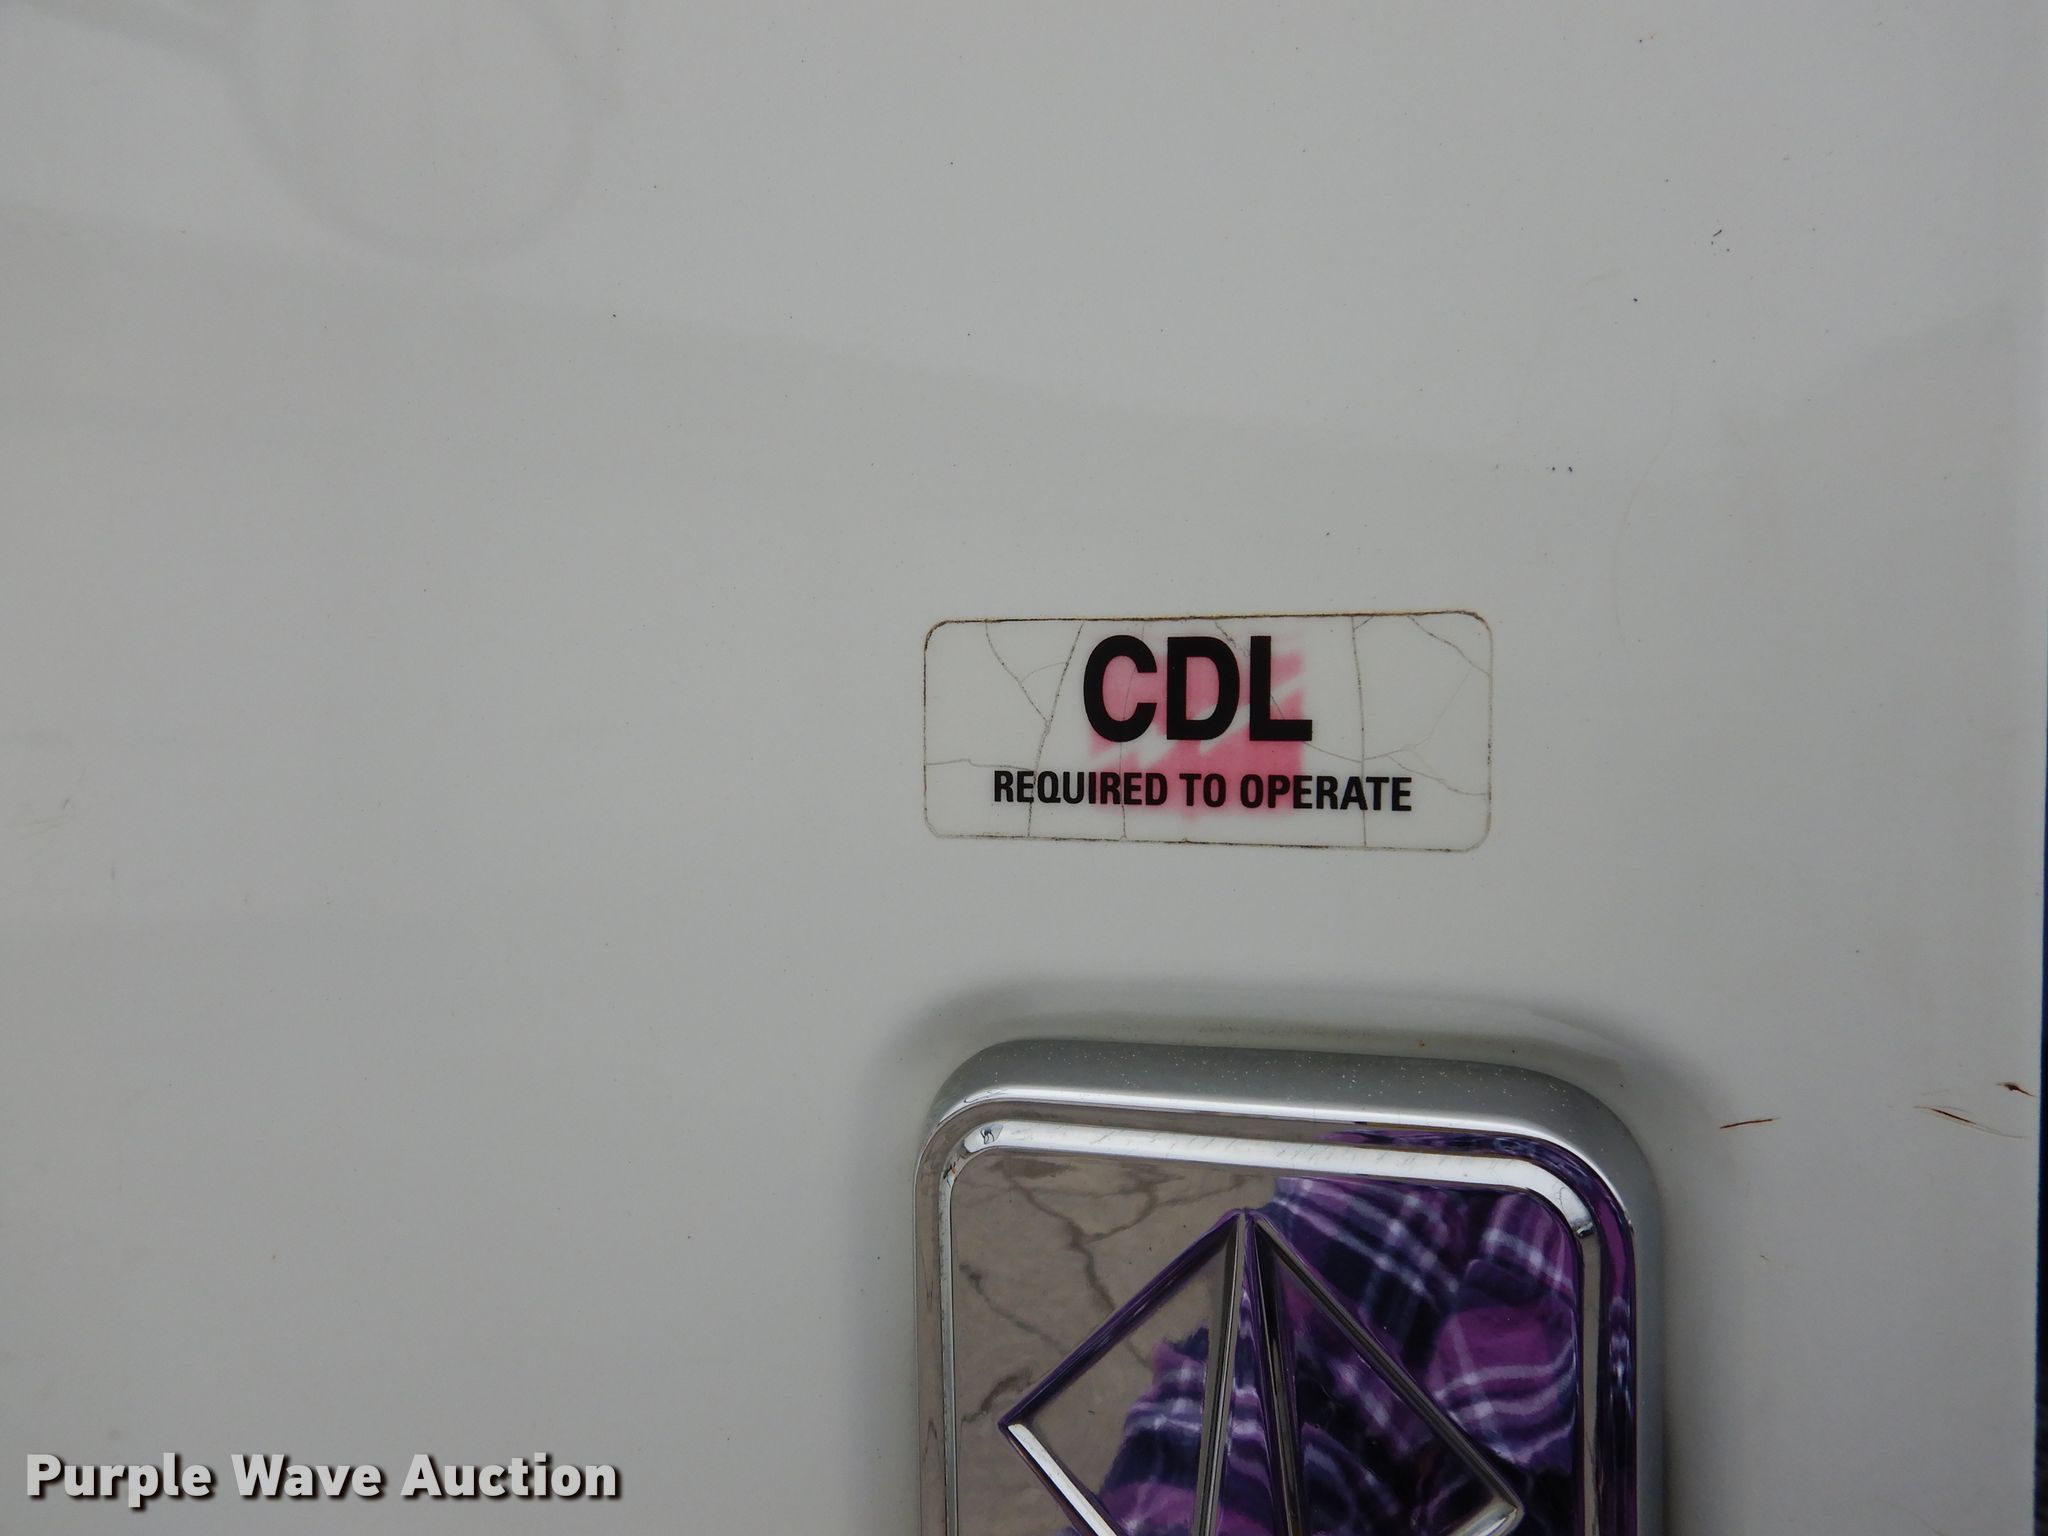 CDL
REQUIRED TO OPERATE
Purple Wave Auction